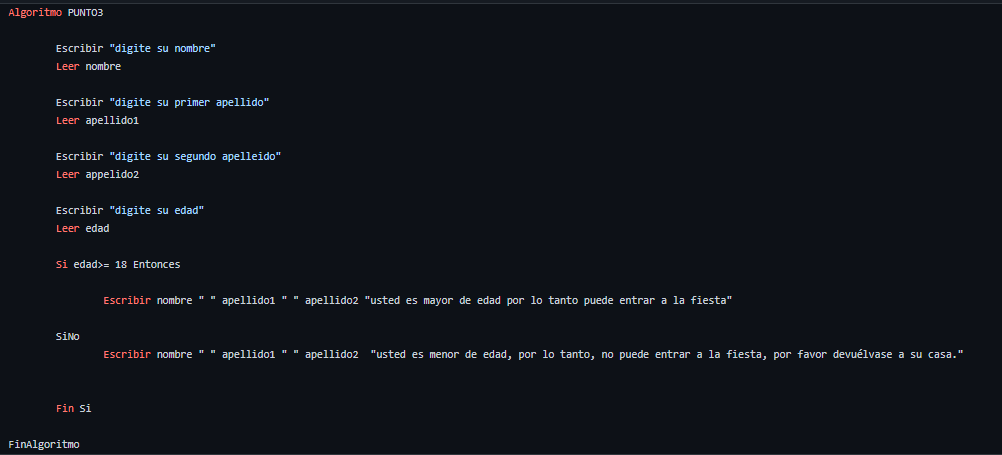 Algoritmo PUNTO3
Escribir "digite su nombre"
Leer nombre
Escribir "digite su primer apellido"
Leer apellido1
Escribir "digite su segundo apelleido"
Leer appelido2
Escribir "digite su edad"
Leer edad
Si edad>= 18 Entonces
Escribir nombre " " apellido1 " " apellido2 "usted es mayor de edad por lo tanto puede entrar a la fiesta"
SiNo
Escribir nombre " " apellido1 " " apellido2  "usted es menor de edad, por lo tanto, no puede entrar a la fiesta, por favor devuélvase a su casa."
Fin Si
FinAlgoritmo